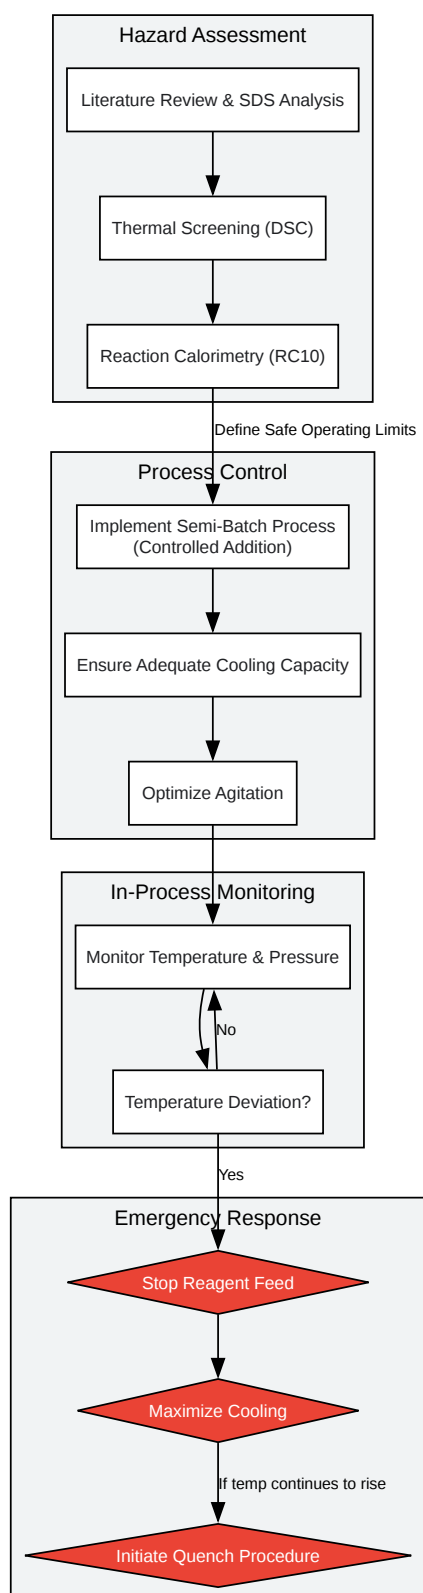 Hazard Assessment
Literature Review & SDS Analysis
Thermal Screening (DSC)
Reaction Calorimetry (RC10)
Define Safe Operating Limits
Process Control
Implement Semi-Batch Process
(Controlled Addition)
Ensure Adequate Cooling Capacity
Optimize Agitation
In-Process Monitoring
Monitor Temperature & Pressure
No
Temperature Deviation?
Yes
Emergency Response
Stop Reagent Feed
Maximize Cooling
If temp continues to rise
Initiate Quench Procedure